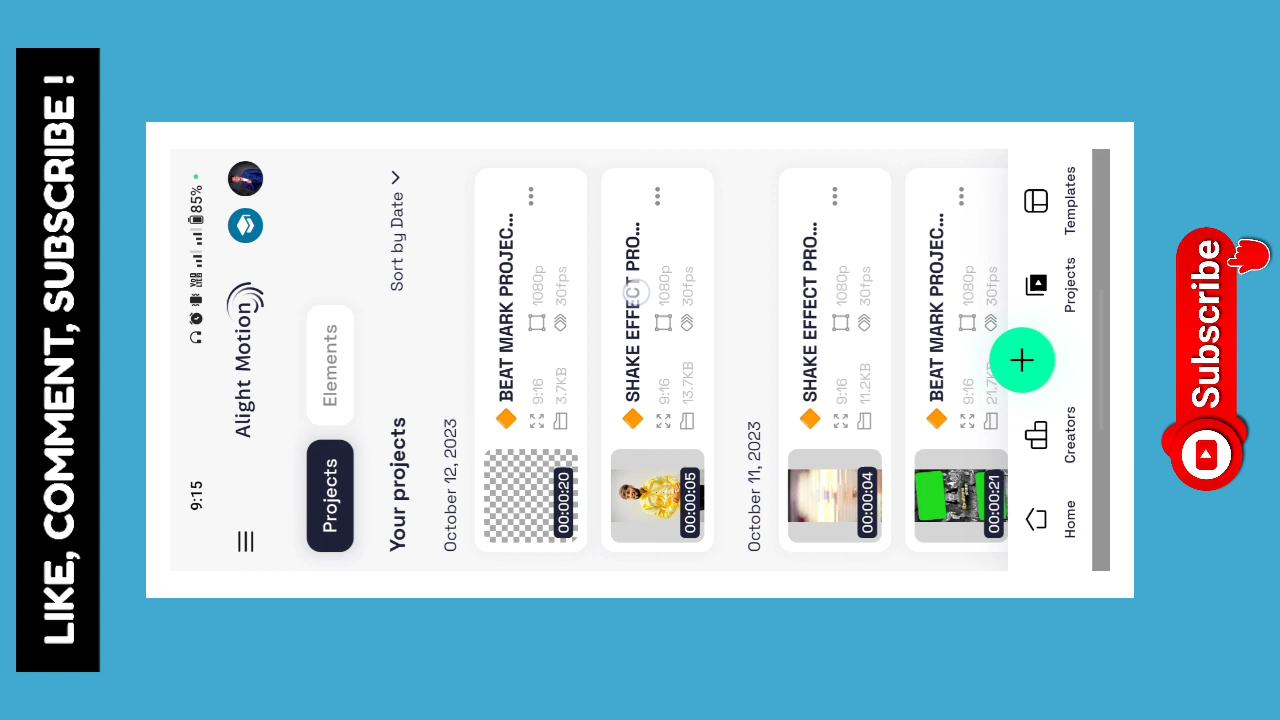 LIKE, COMMENT, SUBSCRIBE !
9:15
85%
Alight Motion
Projects
Elements
Your projects
Sort by Date
October 12, 2023
BEAT MARK PROJEC...
9:16
1080p
3.7KB
30fps
00:00:20
SHAKE EFFECT PRO...
9:16
1080p
13.7KB
30fps
00:00:05
October 11, 2023
SHAKE EFFECT PRO...
9:16
1080p
11.2KB
30fps
00:00:04
BEAT MARK PROJEC...
9:16
1080p
30fps
00:00:21
Home
Creators
Projects
Templates
Subscribe